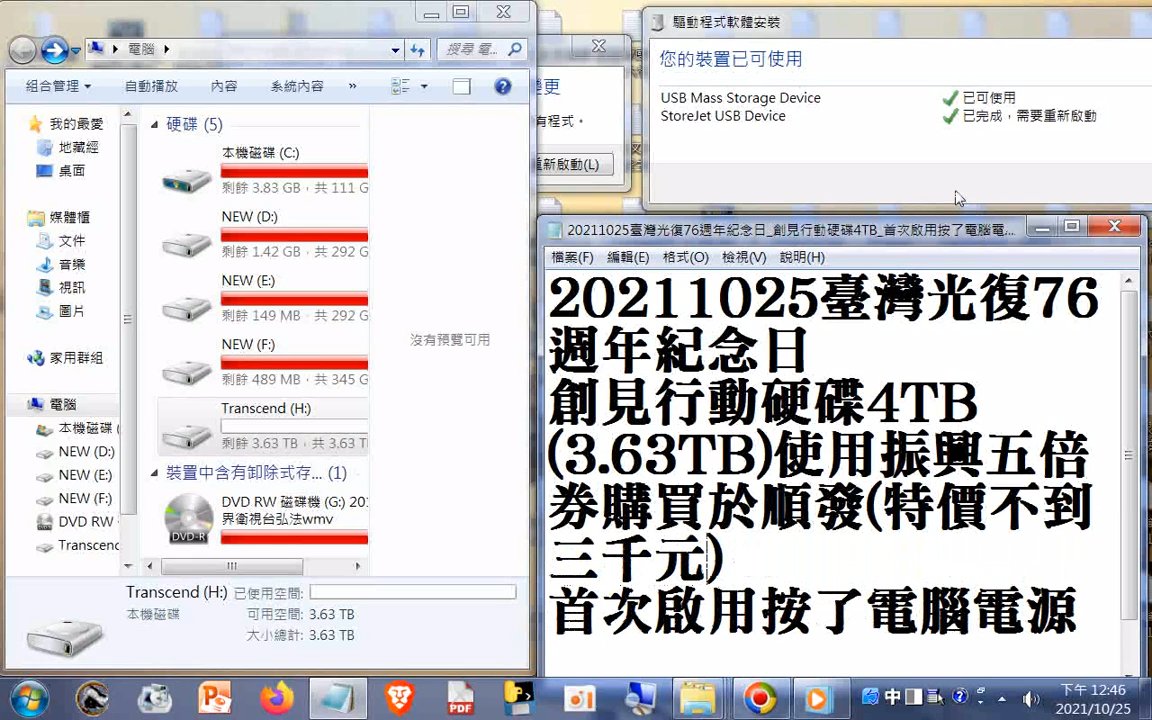 電腦
搜尋 電...
組合管理
自動播放
內容
系統內容
»
我的最愛
地藏經
桌面
媒體櫃
文件
音樂
視訊
圖片
家用群組
電腦
本機磁碟 (
NEW (D:)
NEW (E:)
NEW (F:)
DVD RW
Transcend
硬碟 (5)
本機磁碟 (C:)
剩餘 3.83 GB，共 111 G
NEW (D:)
剩餘 1.42 GB，共 292 G
NEW (E:)
剩餘 149 MB，共 292 G
NEW (F:)
剩餘 489 MB，共 345 G
Transcend (H:)
剩餘 3.63 TB，共 3.63 T
裝置中含有卸除式存... (1)
DVD RW 磁碟機 (G:) 201
界衛視台弘法wmv
DVD-R
沒有預覽可用
Transcend (H:)
已使用空間:
本機磁碟
可用空間: 3.63 TB
大小總計: 3.63 TB
變更
有程式。
重新啟動(L)
驅動程式軟體安裝
您的裝置已可使用
USB Mass Storage Device
已可使用
StoreJet USB Device
已完成，需要重新啟動
20211025臺灣光復76週年紀念日_創見行動硬碟4TB_首次啟用按了電腦電...
檔案(F)
編輯(E)
格式(O)
檢視(V)
說明(H)
20211025臺灣光復76
週年紀念日
創見行動硬碟4TB
(3.63TB)使用振興五倍
券購買於順發(特價不到
三千元)
首次啟用按了電腦電源
PDF
中
下午 12:46
2021/10/25